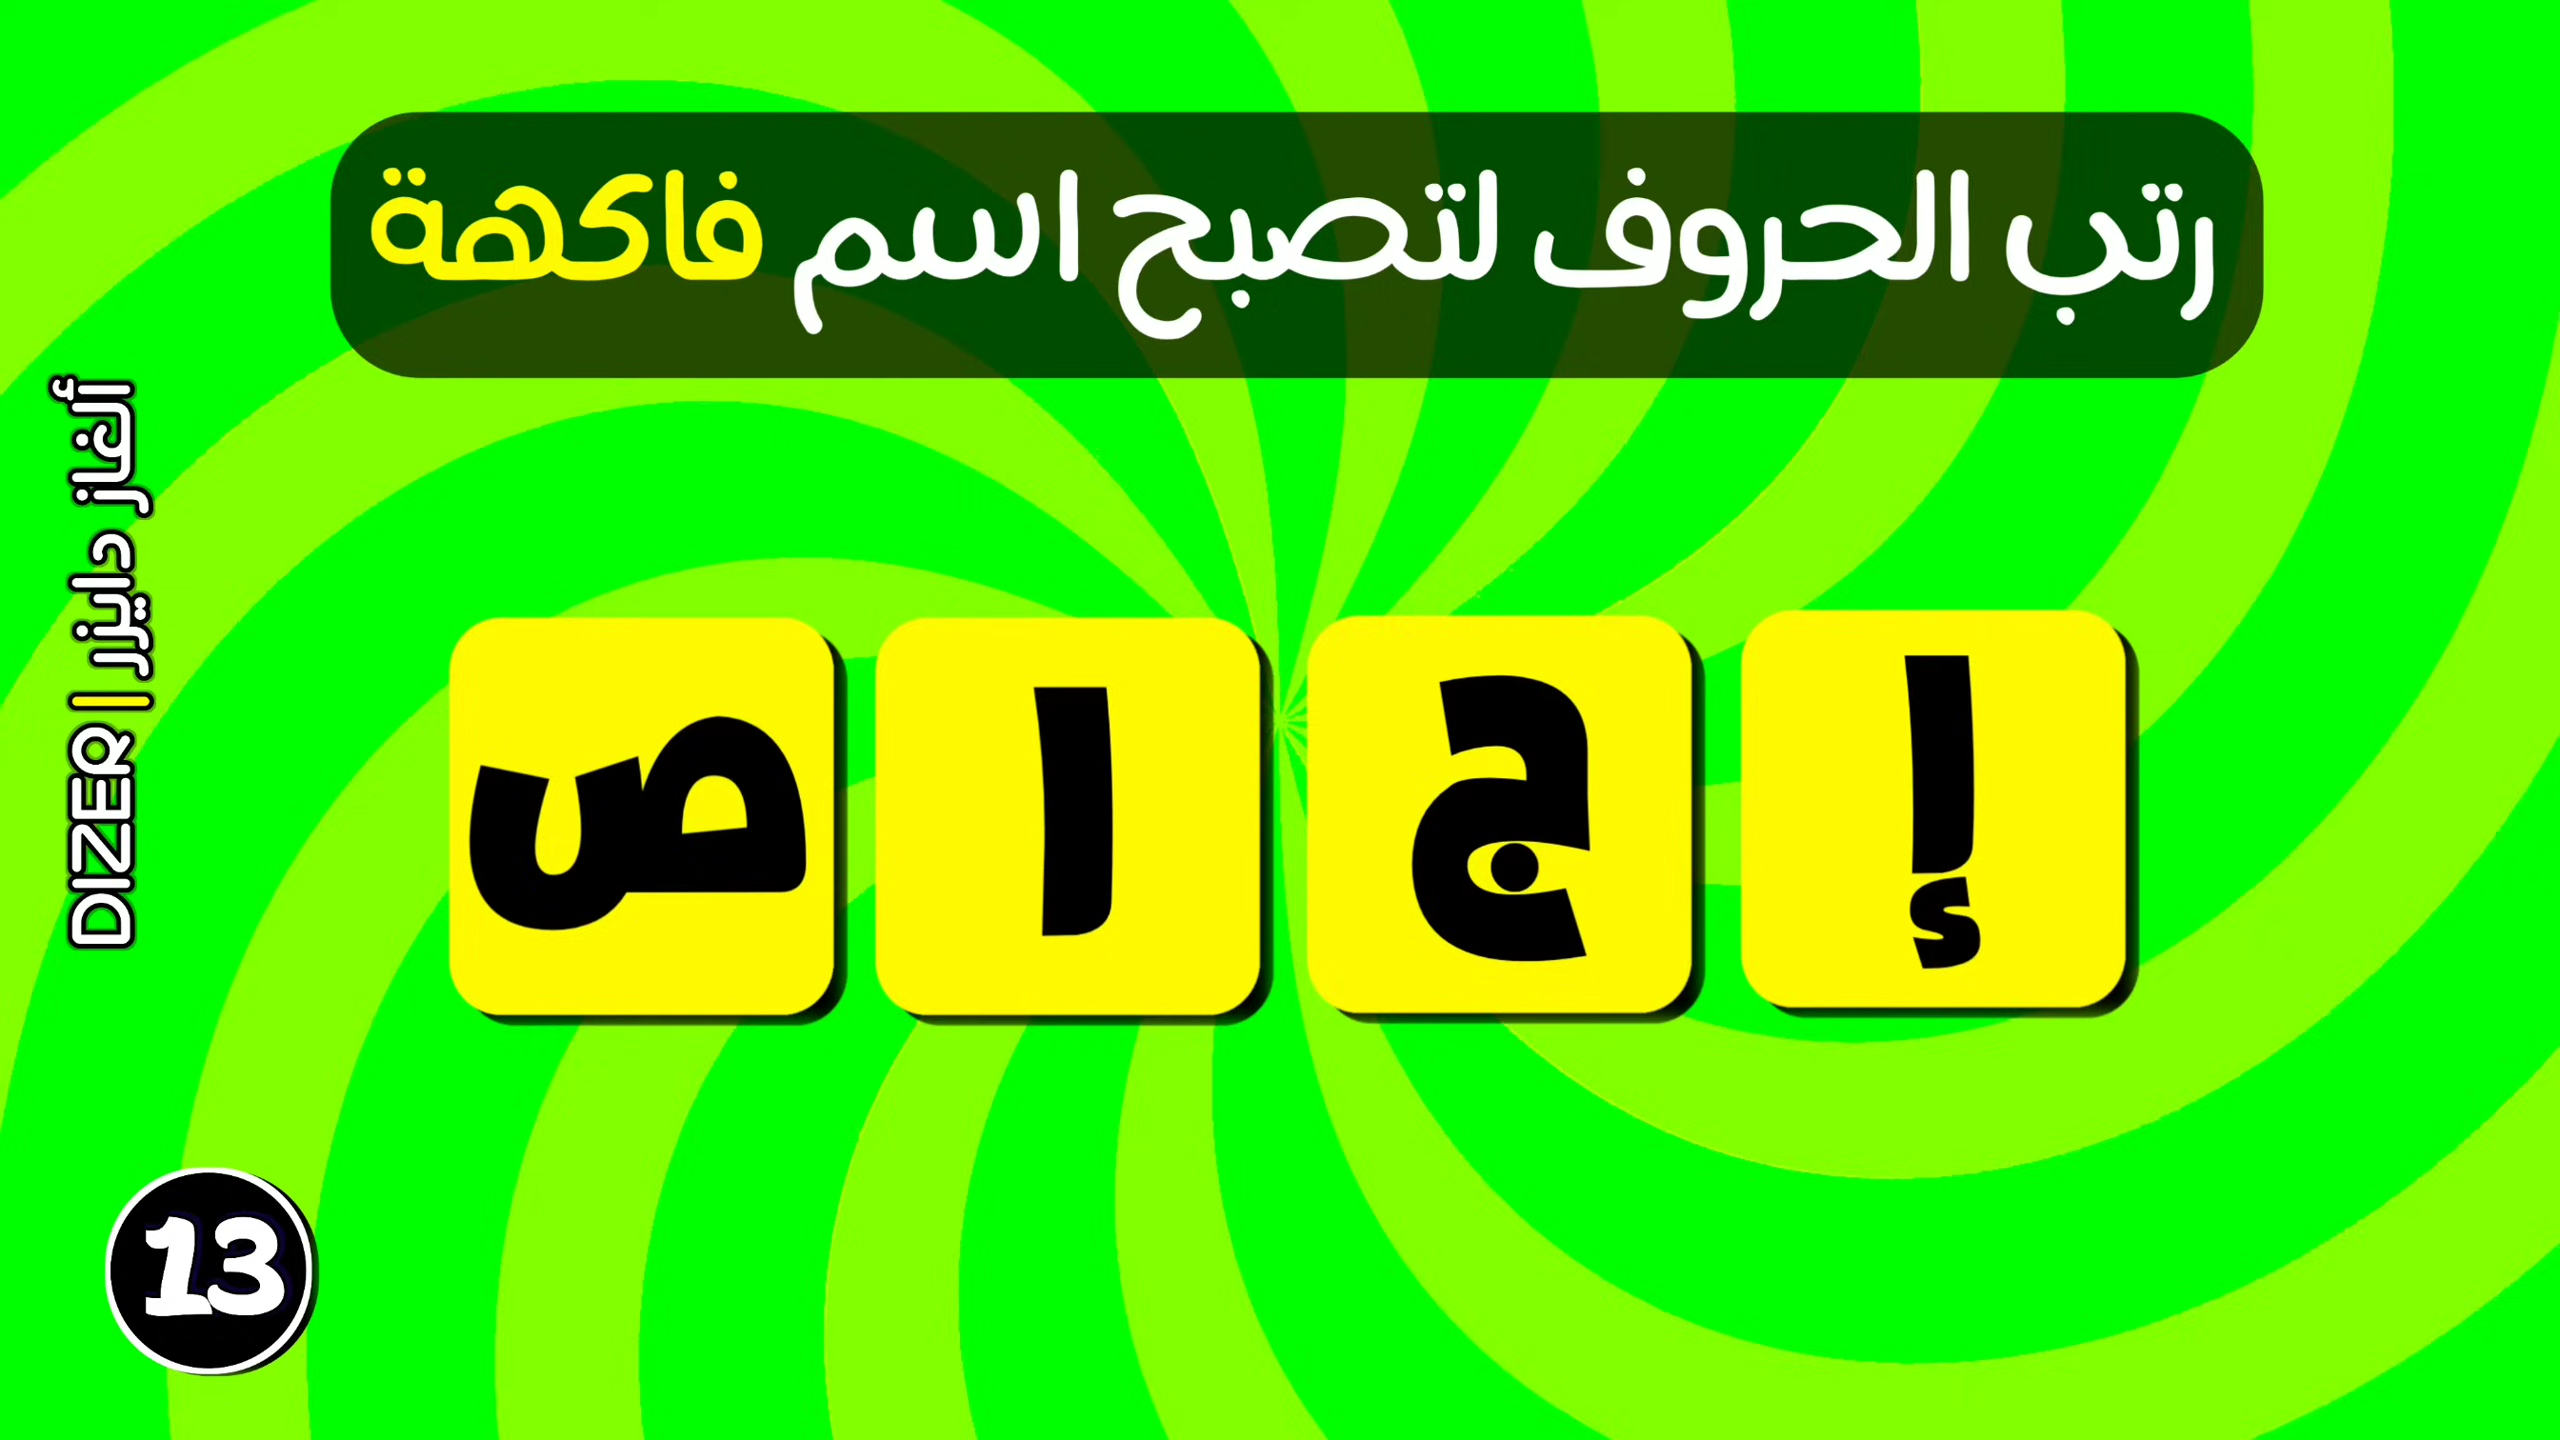 رتب الحروف لتصبح اسم فاكهة
إ ج ا ص
ألغاز دايزر | DIZER
13